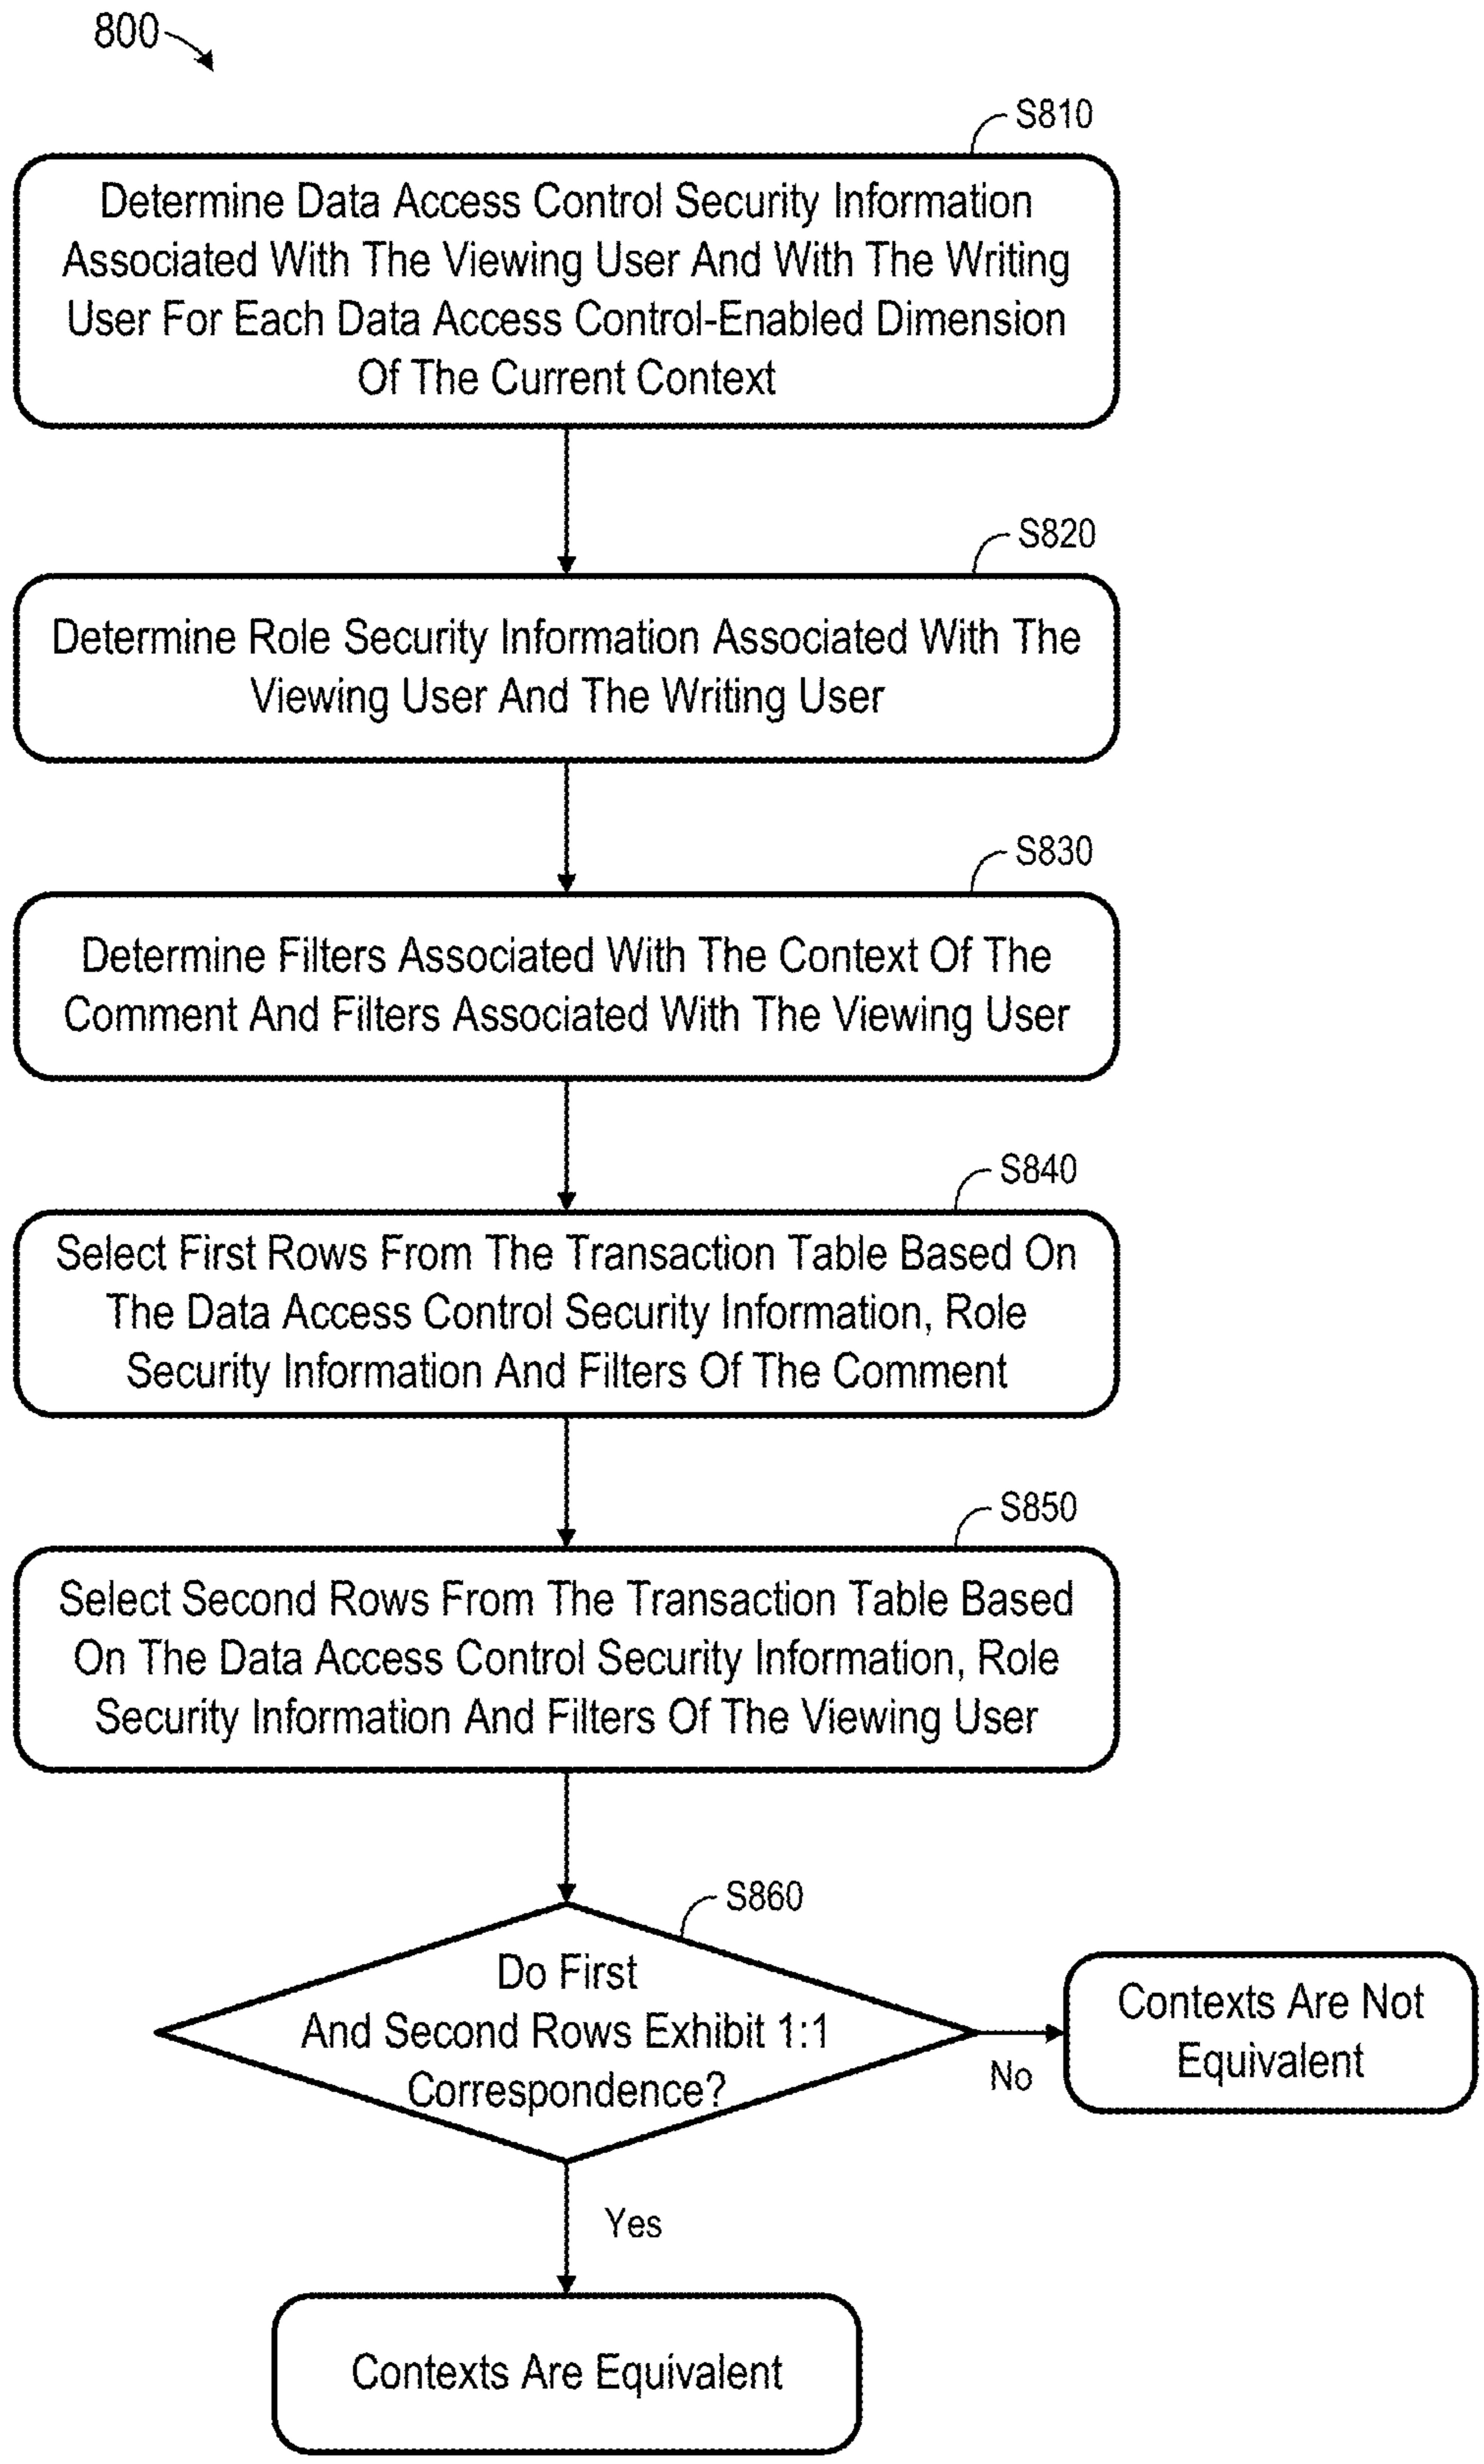 800
S810
Determine Data Access Control Security Information
Associated With The Viewing User And With The Writing
User For Each Data Access Control-Enabled Dimension
Of The Current Context
S820
Determine Role Security Information Associated With The
Viewing User And The Writing User
S830
Determine Filters Associated With The Context Of The
Comment And Filters Associated With The Viewing User
S840
Select First Rows From The Transaction Table Based On
The Data Access Control Security Information, Role
Security Information And Filters Of The Comment
S850
Select Second Rows From The Transaction Table Based
On The Data Access Control Security Information, Role
Security Information And Filters Of The Viewing User
S860
Do First
And Second Rows Exhibit 1:1
Correspondence?
No
Contexts Are Not
Equivalent
Yes
Contexts Are Equivalent